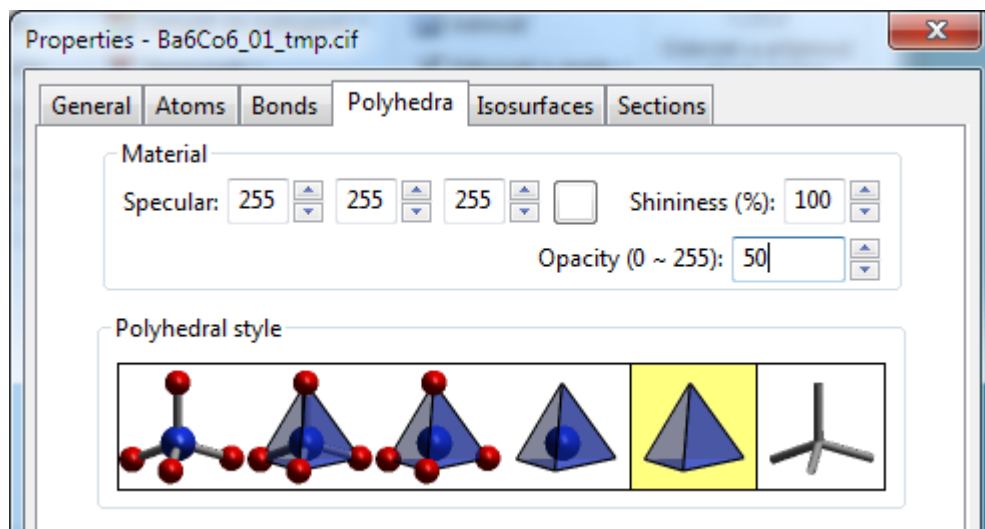 Properties - Ba6Co6_01_tmp.cif
General Atoms Bonds Polyhedra Isosurfaces Sections
Material
Specular: 255 255 255 Shininess (%): 100
Opacity (0 ~ 255): 50
Polyhedral style